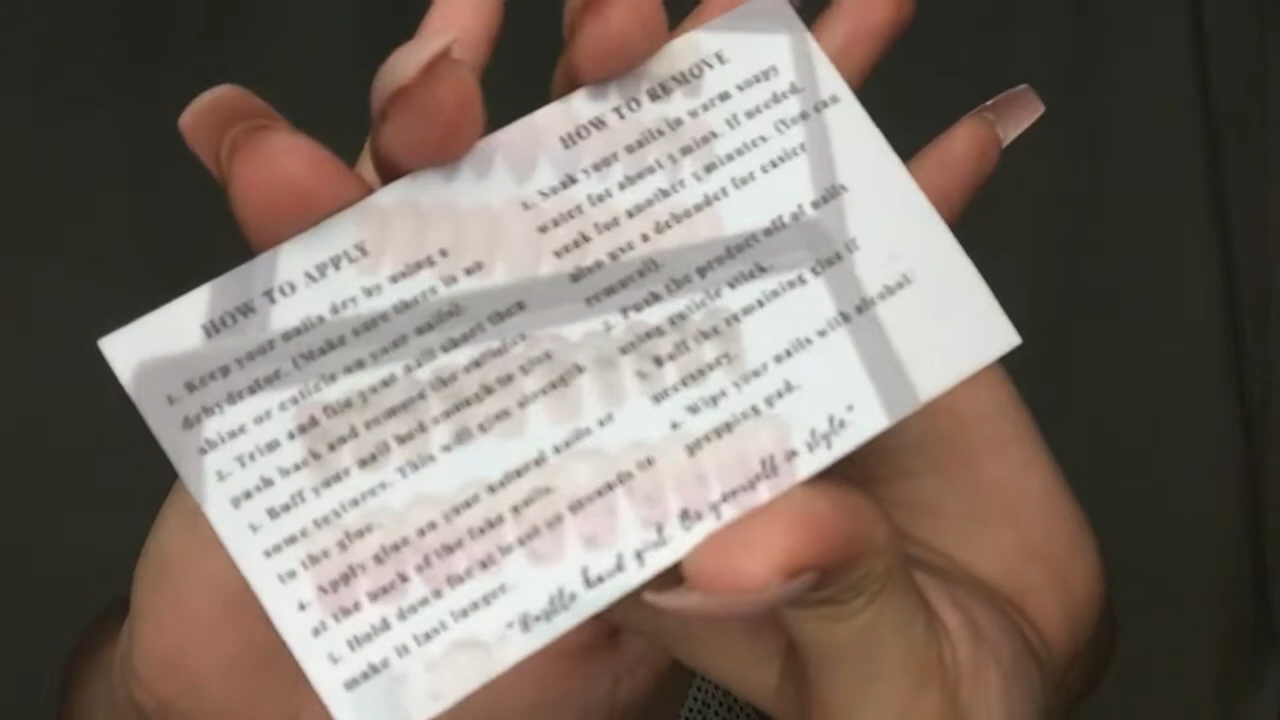 HOW TO APPLY
1. Keep your nails dry by using a
dehydrator. (Make sure there is no
shine or cuticle on your nails).
2. Trim and file your nail short then
push back and remove the cuticles.
3. Buff your nail bed enough to give
some textures. This will give strength
to the glue.
4. Apply glue on your natural nails or
at the back of the fake nails.
5. Hold down for at least 30 seconds to
make it last longer.
HOW TO REMOVE
1. Soak your nails in warm soapy
water for about 5 mins. If needed,
soak for another 5 minutes. (You can
also use a debonder for easier
removal).
2. Push the product off of nails
using cuticle stick.
3. Buff the remaining glue if
necessary.
4. Wipe your nails with alcohol
prepping pad.
"Hustle hard girl. Do yourself in style."